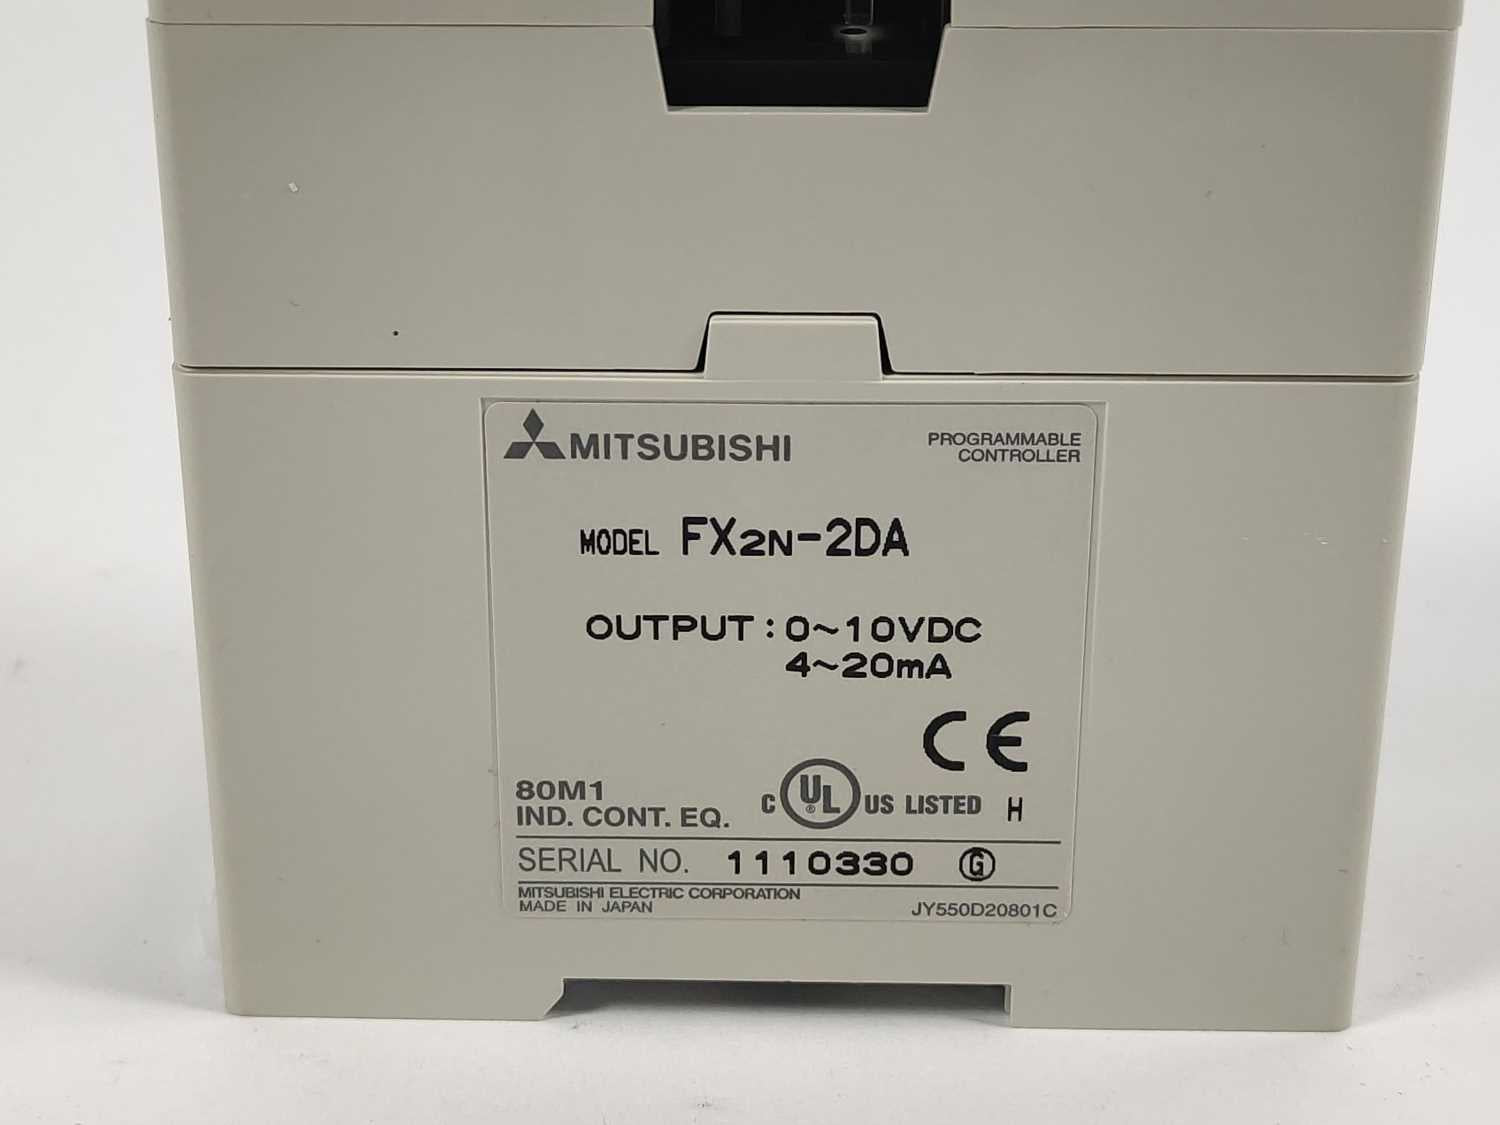 MITSUBISHI
PROGRAMMABLE
CONTROLLER
MODEL FX2N-2DA
OUTPUT : 0~10VDC
4~20mA
CE
80M1
IND. CONT. EQ.
C UL ® US LISTED H
SERIAL NO. 1110330 G
MITSUBISHI ELECTRIC CORPORATION
MADE IN JAPAN
JY550D20801C